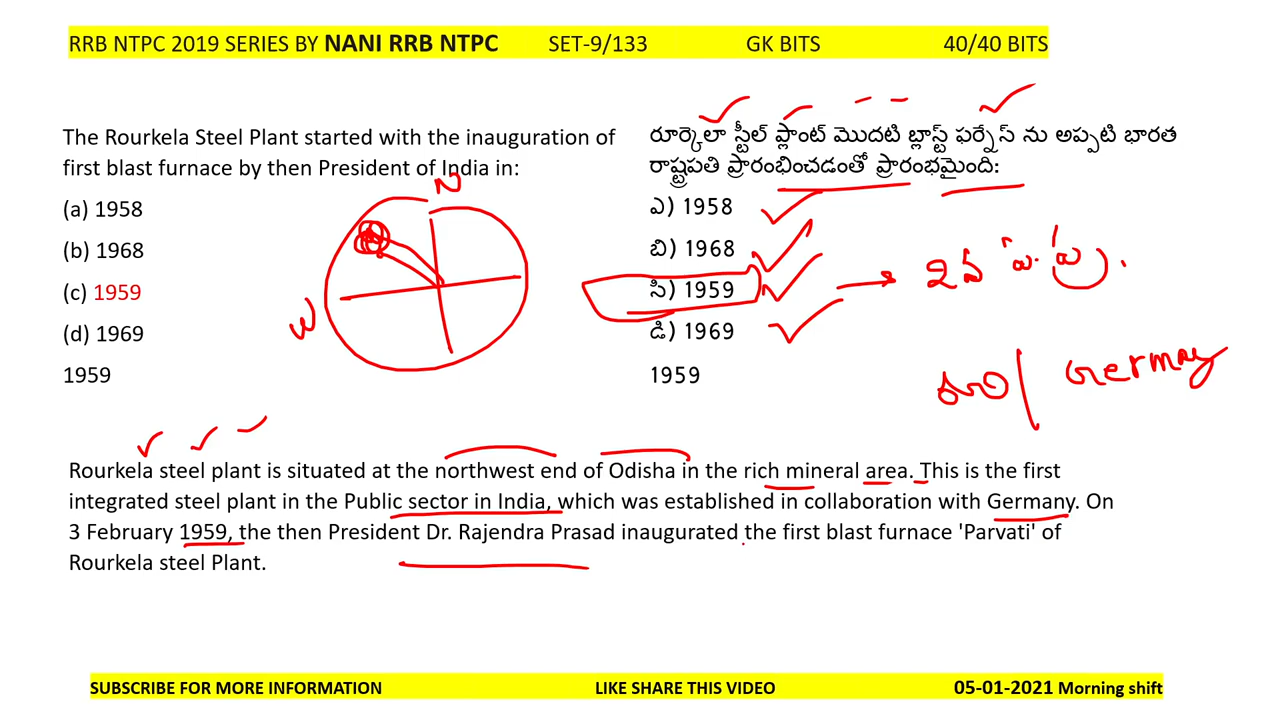 RRB NTPC 2019 SERIES BY NANI RRB NTPC SET-9/133 GK BITS 40/40 BITS
The Rourkela Steel Plant started with the inauguration of
first blast furnace by then President of India in:
(a) 1958
(b) 1968
(c) 1959
(d) 1969
1959
N
W
రూర్కెలా స్టీల్ ప్లాంట్ మొదటి బ్లాస్ట్ ఫర్నేస్ ను అప్పటి భారత
రాష్ట్రపతి ప్రారంభించడంతో ప్రారంభమైంది:
ఎ) 1958
బి) 1968
సి) 1959
డి) 1969
1959
Germany
Rourkela steel plant is situated at the northwest end of Odisha in the rich mineral area. This is the first
integrated steel plant in the Public sector in India, which was established in collaboration with Germany. On
3 February 1959, the then President Dr. Rajendra Prasad inaugurated the first blast furnace 'Parvati' of
Rourkela steel Plant.
SUBSCRIBE FOR MORE INFORMATION LIKE SHARE THIS VIDEO 05-01-2021 Morning shift